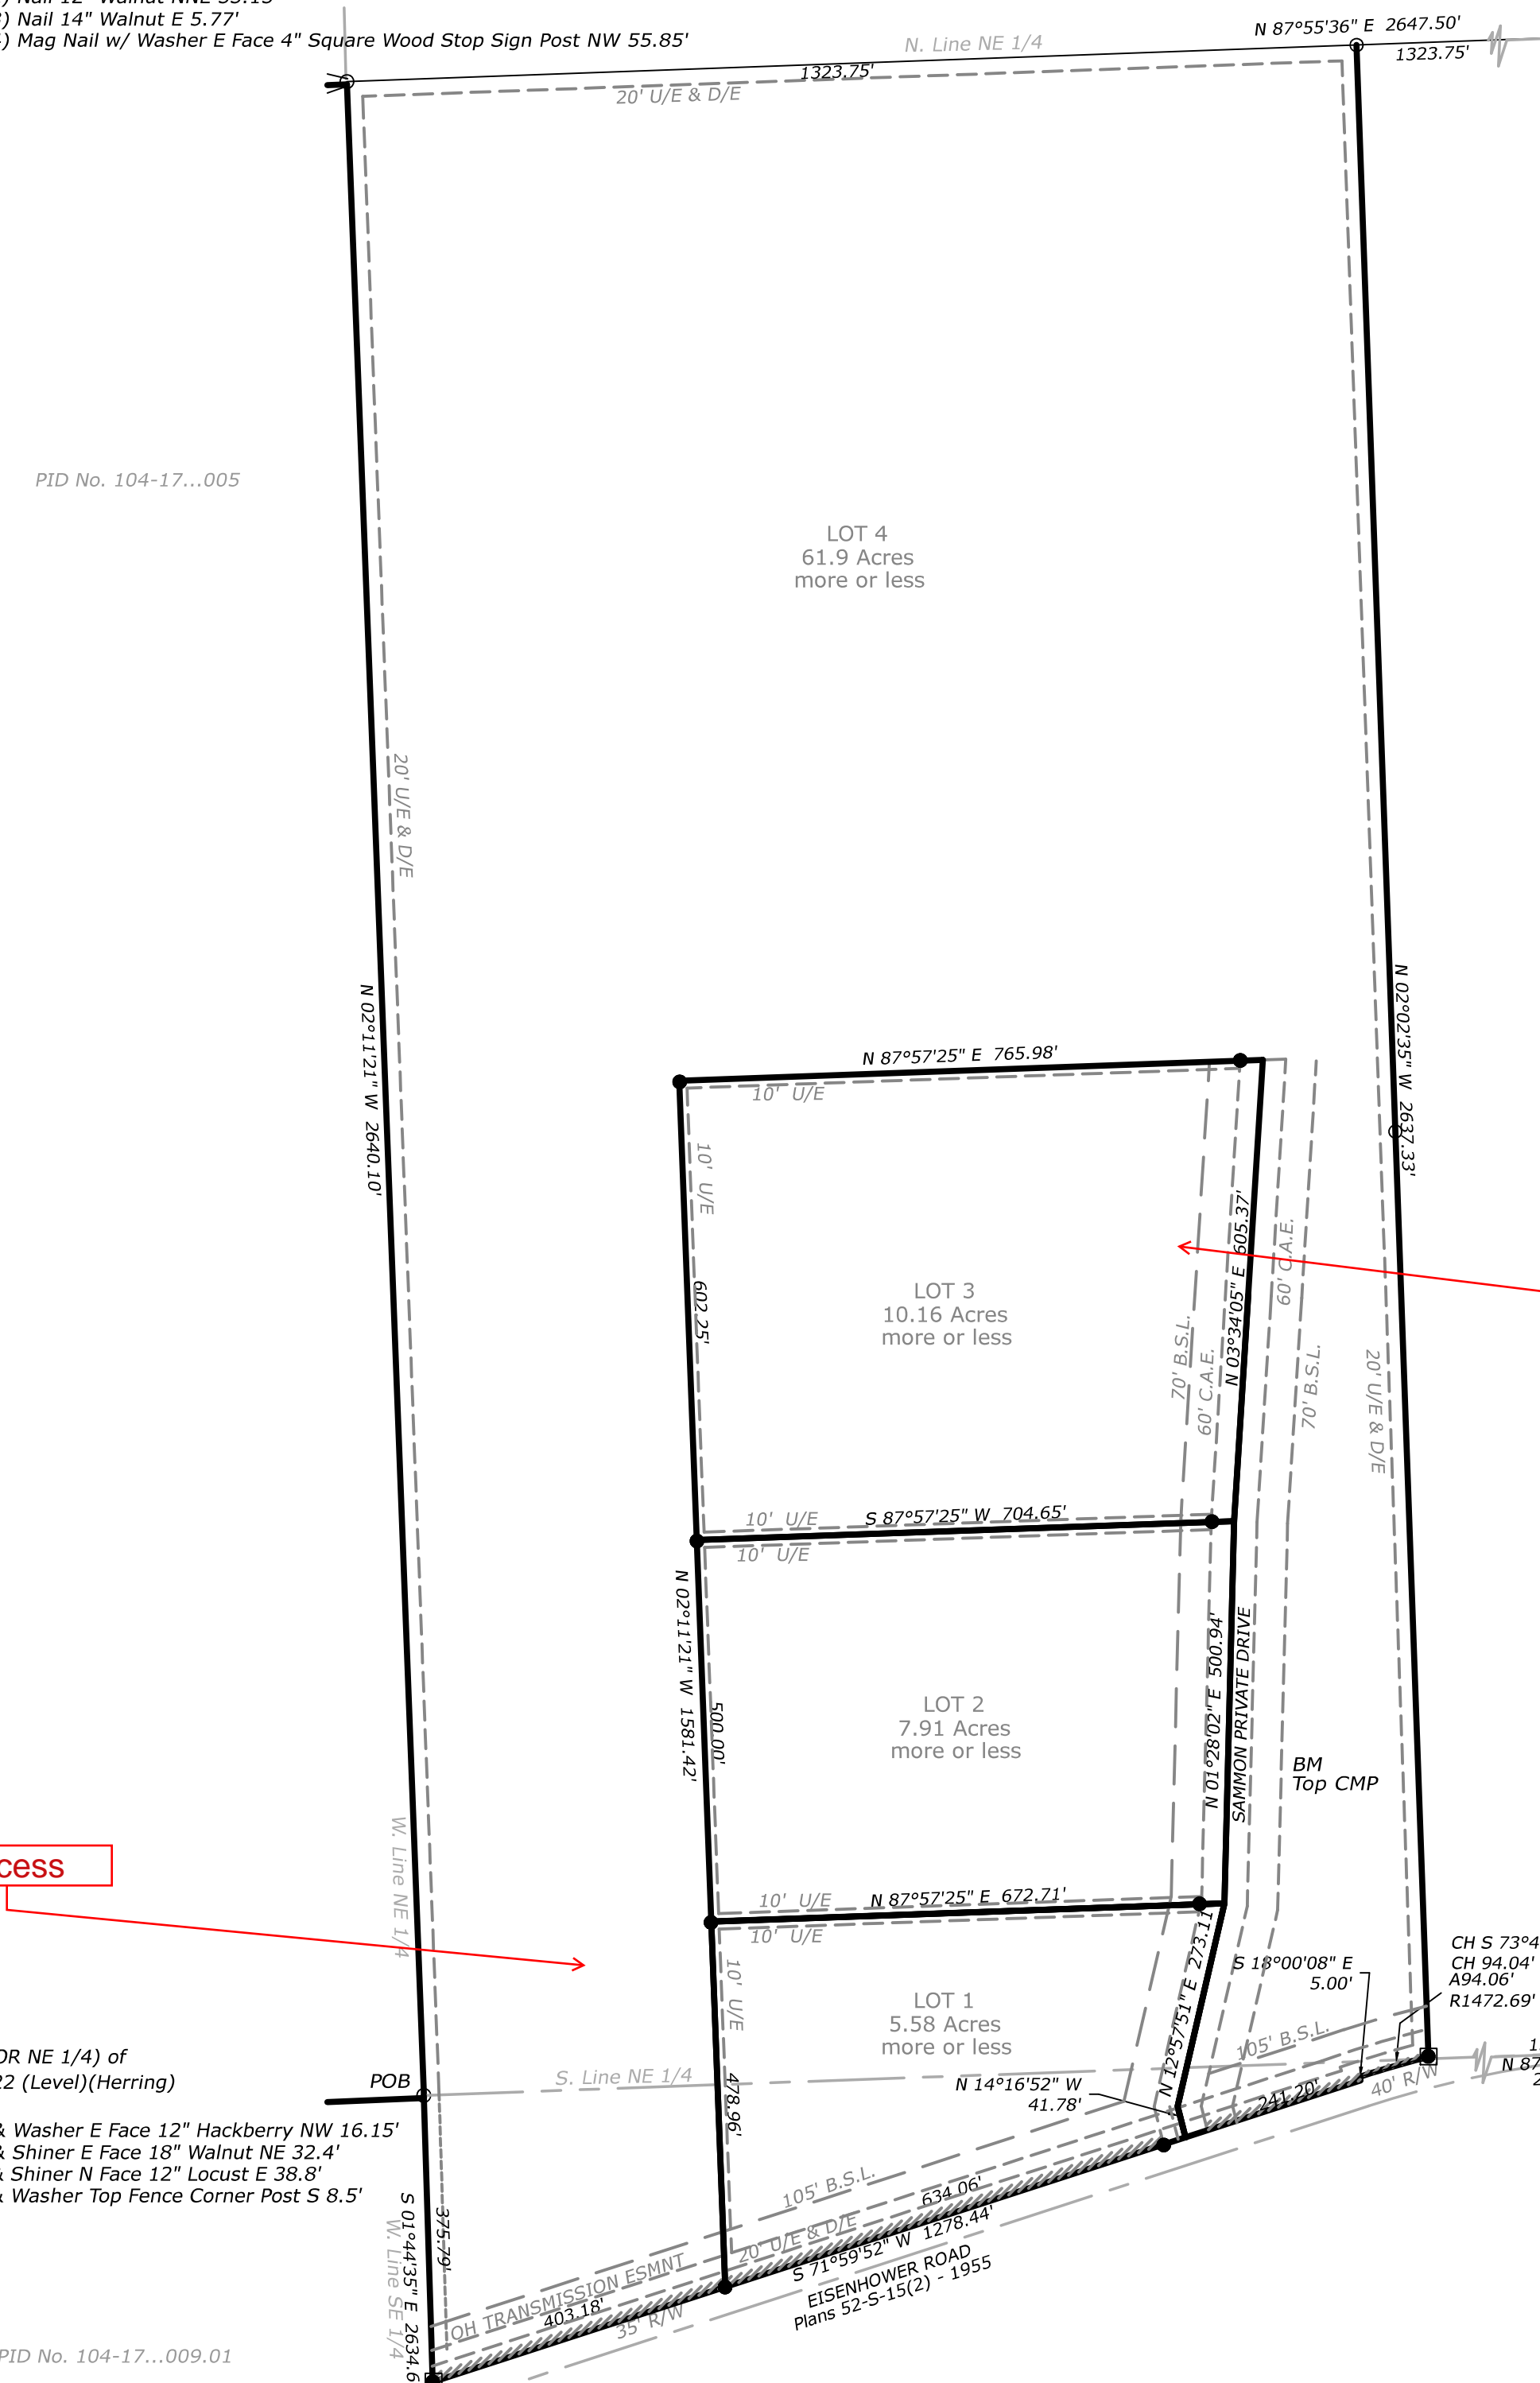 Nail 14" Walnut E 5.77'
Mag Nail w/ Washer E Face 4" Square Wood Stop Sign Post NW 55.85'
N 87°55'36" E 2647.50'
N. Line NE 1/4
1323.75'
1323.75'
20' U/E & D/E
PID No. 104-17...005
LOT 4
61.9 Acres
more or less
20' U/E & D/E
N 02°11'21" W 2640.10'
N 02°02'35" W 2637.33'
N 87°57'25" E 765.98'
10' U/E
10' U/E
602.25'
LOT 3
10.16 Acres
more or less
N 03°34'05" E 605.37'
60' C.A.E.
70' B.S.L.
60' C.A.E.
70' B.S.L.
20' U/E & D/E
10' U/E
S 87°57'25" W 704.65'
10' U/E
N 02°11'21" W 1581.42'
500.00'
LOT 2
7.91 Acres
more or less
N 01°28'02" E 500.94'
SAMMON PRIVATE DRIVE
BM
Top CMP
cess
W. Line NE 1/4
10' U/E
N 87°57'25" E 672.71'
10' U/E
10' U/E
N 12°57'51" E 273.11'
S 18°00'08" E
5.00'
CH S 73°4
CH 94.04'
A94.06'
R1472.69'
LOT 1
5.58 Acres
more or less
105' B.S.L.
OR NE 1/4) of
22 (Level)(Herring)
POB
S. Line NE 1/4
N 14°16'52" W
41.78'
N 87
241.20'
40' R/W
& Washer E Face 12" Hackberry NW 16.15'
& Shiner E Face 18" Walnut NE 32.4'
& Shiner N Face 12" Locust E 38.8'
& Washer Top Fence Corner Post S 8.5'
478.96'
105' B.S.L.
634.06'
20' U/E & D/E
S 71°59'52" W 1278.44'
EISENHOWER ROAD
Plans 52-S-15(2) - 1955
OH TRANSMISSION ESMNT
403.18'
35' R/W
375.79'
S 01°44'35" E 2634.6
W. Line SE 1/4
PID No. 104-17...009.01